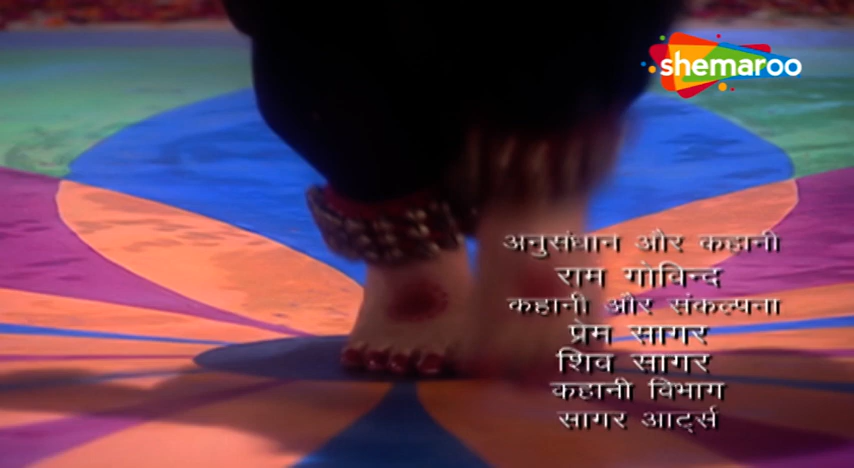 shemaroo
अनुसंधान और कहानी
राम गोविन्द
कहानी और संकल्पना
प्रेम सागर
शिव सागर
कहानी विभाग
सागर आर्ट्स